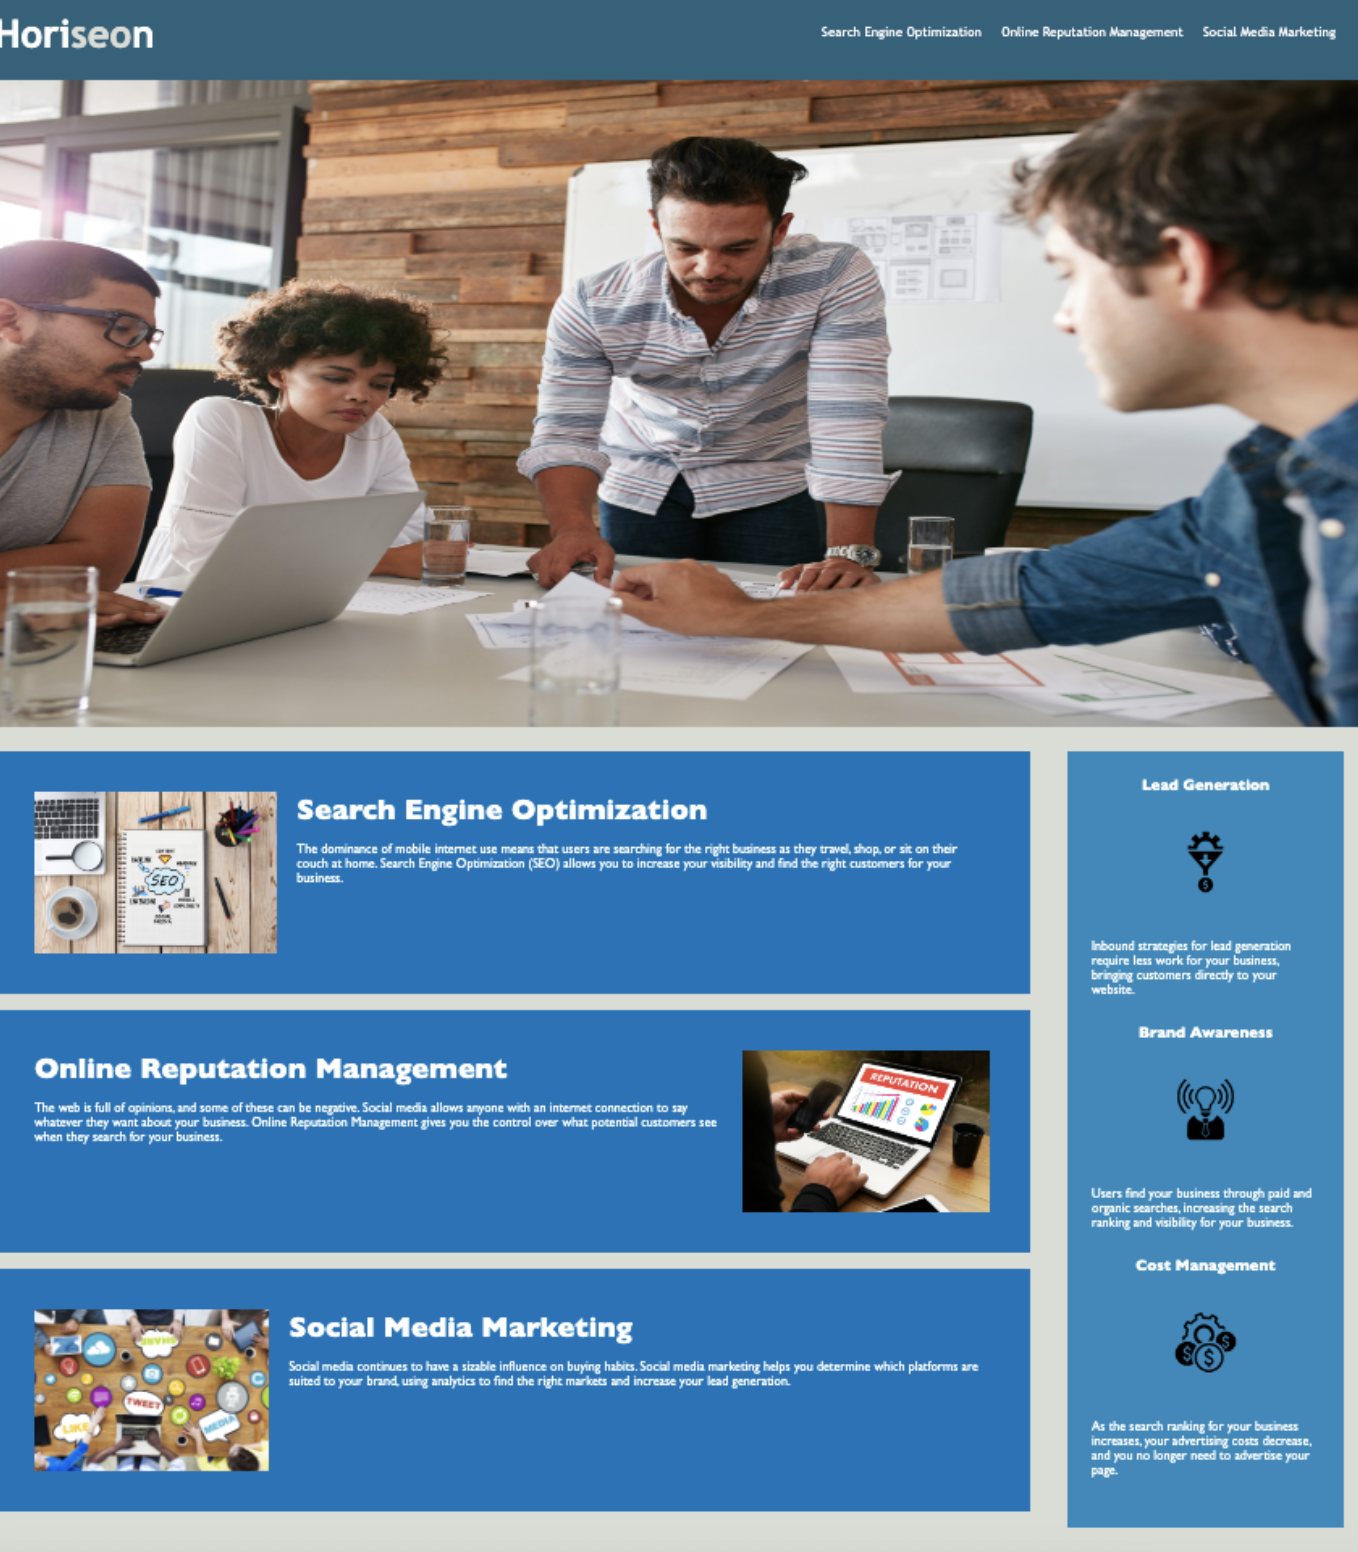 Horiseon
Search Engine Optimization Online Reputation Management Social Media Marketing
Search Engine Optimization
The dominance of mobile internet use means that users are searching for the right business as they travel, shop, or sit on their
couch at home. Search Engine Optimization (SEO) allows you to increase your visibility and find the right customers for your
business.
SEO
Online Reputation Management
The web is full of opinions, and some of these can be negative. Social media allows anyone with an internet connection to say
whatever they want about your business. Online Reputation Management gives you the control over what potential customers see
when they search for your business.
REPUTATION
Social Media Marketing
Social media continues to have a sizable influence on buying habits. Social media marketing helps you determine which platforms are
suited to your brand, using analytics to find the right markets and increase your lead generation.
SHARE
TWEET
LIKE
MEDIA
Lead Generation
Inbound strategies for lead generation
require less work for your business,
bringing customers directly to your
website.
Brand Awareness
Users find your business through paid and
organic searches, increasing the search
ranking and visibility for your business.
Cost Management
As the search ranking for your business
increases, your advertising costs decrease,
and you no longer need to advertise your
page.